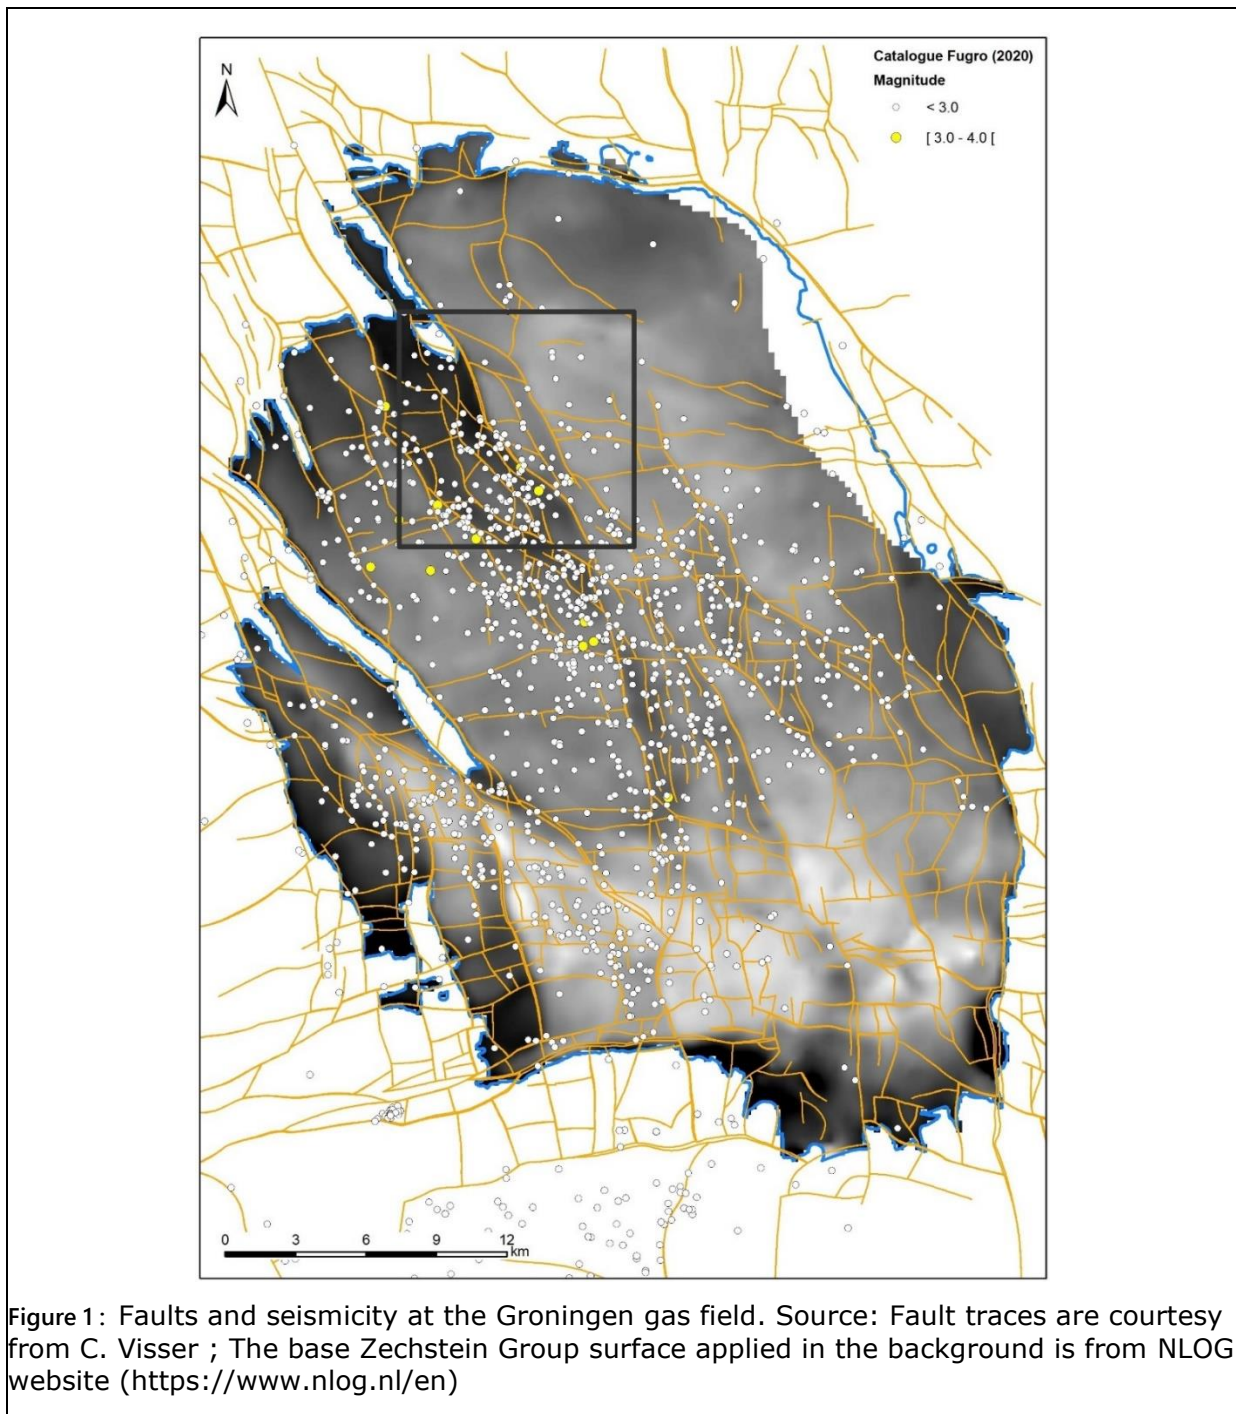 Catalogue Fugro (2020)
Magnitude
< 3.0
[ 3.0 - 4.0 [
N
0 3 6 9 12
km
Figure 1 : Faults and seismicity at the Groningen gas field. Source: Fault traces are courtesy
from C. Visser ; The base Zechstein Group surface applied in the background is from NLOG
website (https://www.nlog.nl/en)